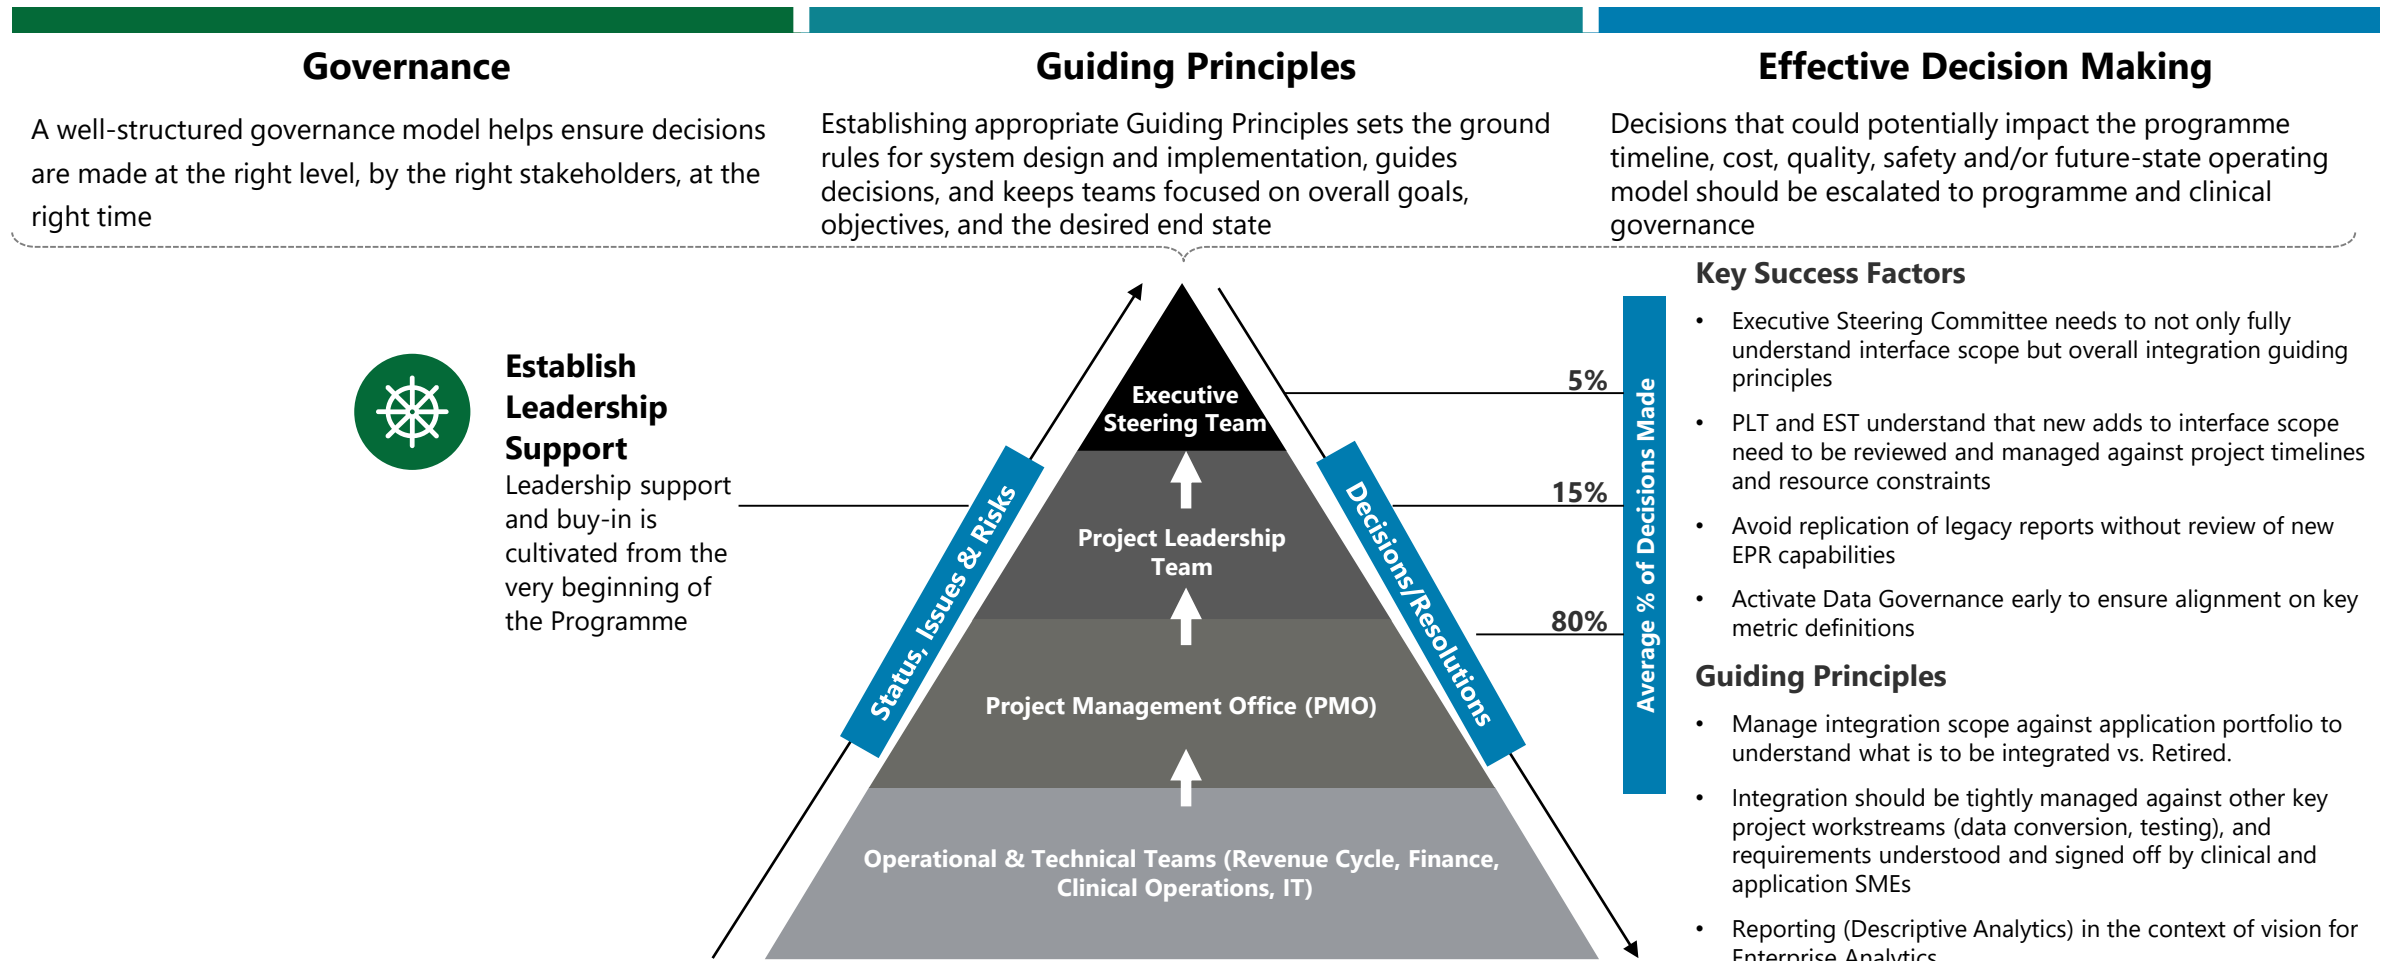 Governance
A well-structured governance model helps ensure decisions
are made at the right level, by the right stakeholders, at the
right time
Guiding Principles
Establishing appropriate Guiding Principles sets the ground
rules for system design and implementation, guides
decisions, and keeps teams focused on overall goals,
objectives, and the desired end state
Effective Decision Making
Decisions that could potentially impact the programme
timeline, cost, quality, safety and/or future-state operating
model should be escalated to programme and clinical
governance
Establish
Leadership
Support
Leadership support
and buy-in is
cultivated from the
very beginning of
the Programme
Status, Issues & Risks
Executive
Steering Team
Project Leadership
Team
Project Management Office (PMO)
Operational & Technical Teams (Revenue Cycle, Finance,
Clinical Operations, IT)
Decisions/Resolutions
5%
15%
80%
Average % of Decisions Made
Key Success Factors
• Executive Steering Committee needs to not only fully
understand interface scope but overall integration guiding
principles
• PLT and EST understand that new adds to interface scope
need to be reviewed and managed against project timelines
and resource constraints
• Avoid replication of legacy reports without review of new
EPR capabilities
• Activate Data Governance early to ensure alignment on key
metric definitions
Guiding Principles
• Manage integration scope against application portfolio to
understand what is to be integrated vs. Retired.
• Integration should be tightly managed against other key
project workstreams (data conversion, testing), and
requirements understood and signed off by clinical and
application SMEs
• Reporting (Descriptive Analytics) in the context of vision for
Enterprise Analytics